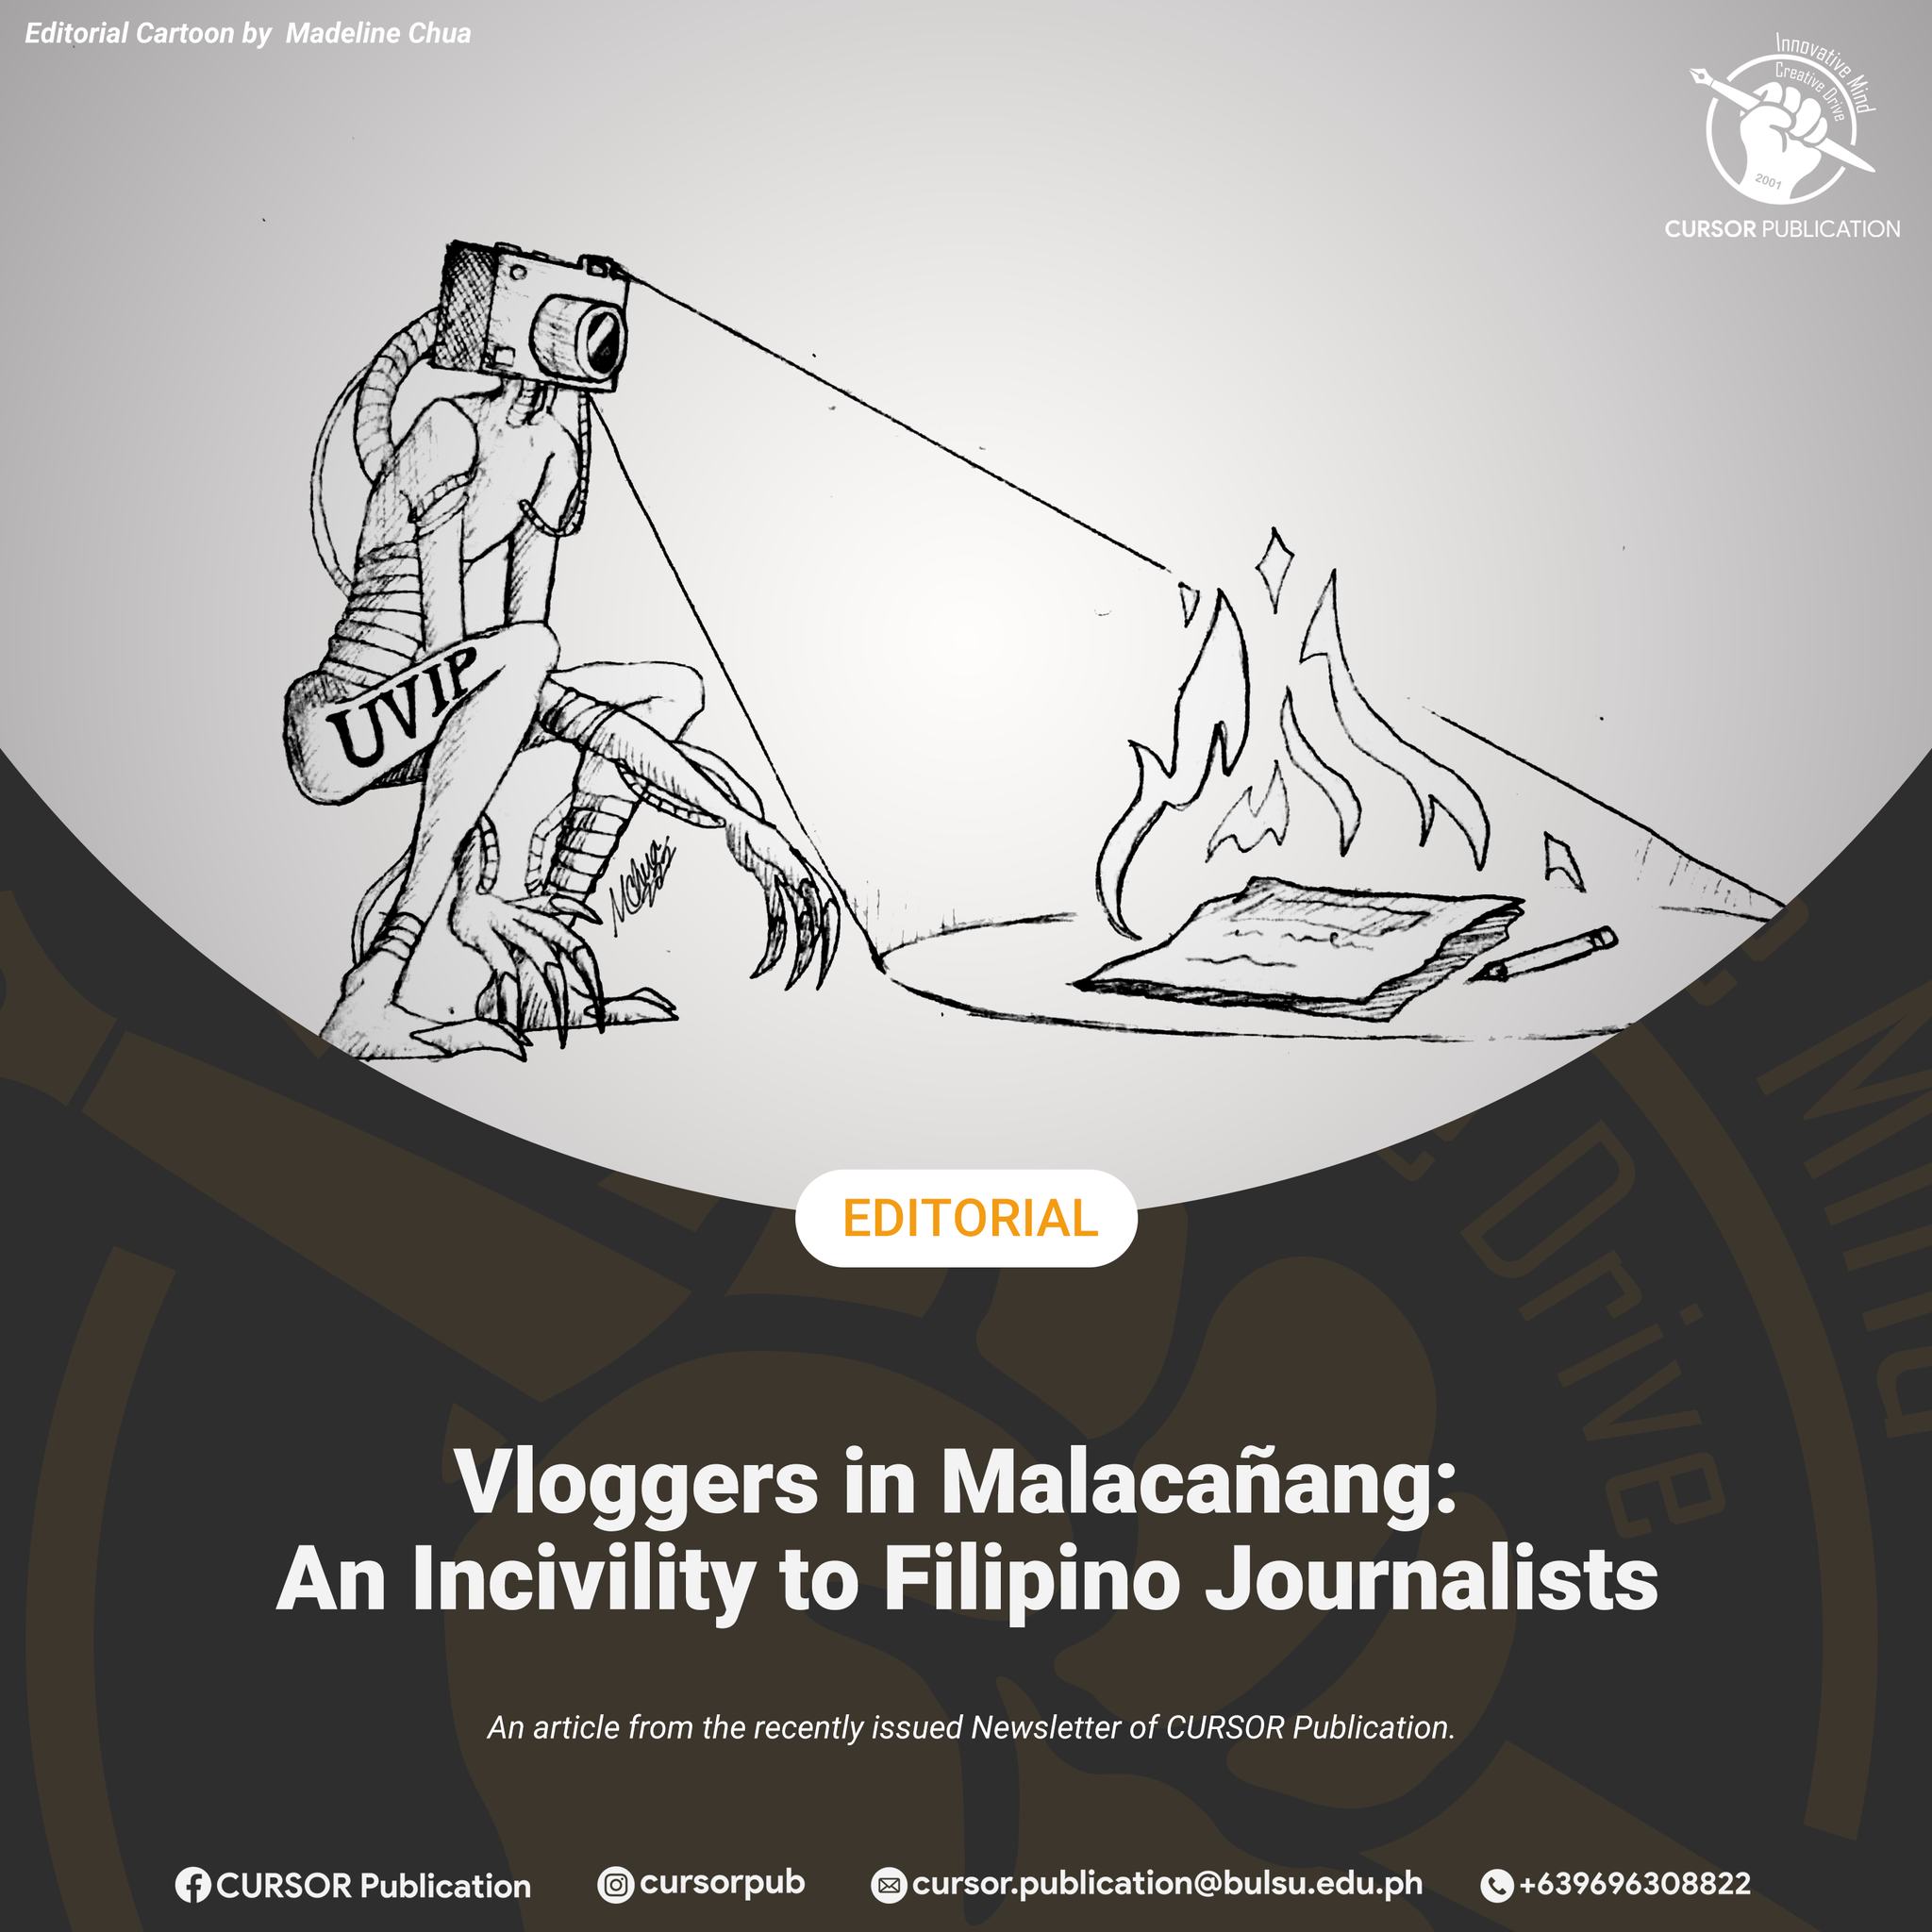 Editorial Cartoon by Madeline Chua
Innovative Mind
Creative Drive
2001
CURSOR PUBLICATION
UVIP
MChua
EDITORIAL
Vloggers in Malacañang:
An Incivility to Filipino Journalists
An article from the recently issued Newsletter of CURSOR Publication.
CURSOR Publication
cursorpub
cursor.publication@bulsu.edu.ph
+639696308822
Drive
Mind